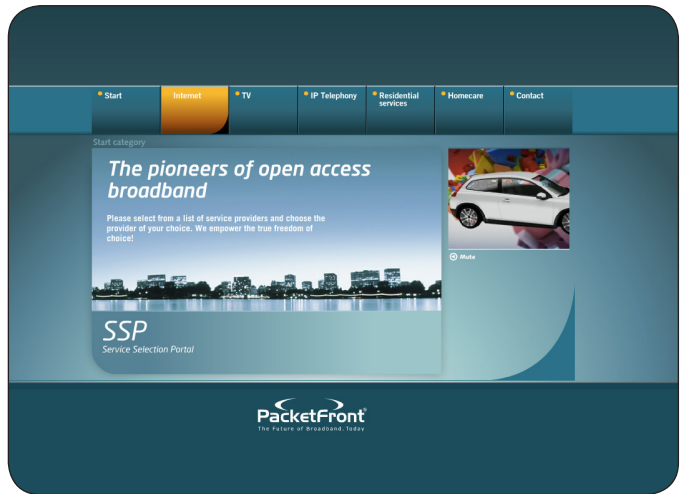 Start
Internet
TV
IP Telephony
Residential
services
Homecare
Contact
Start category
The pioneers of open access
broadband
Please select from a list of service providers and choose the
provider of your choice. We empower the true freedom of
choice!
Mute
SSP
Service Selection Portal
PacketFront®
The Future of Broadband. Today